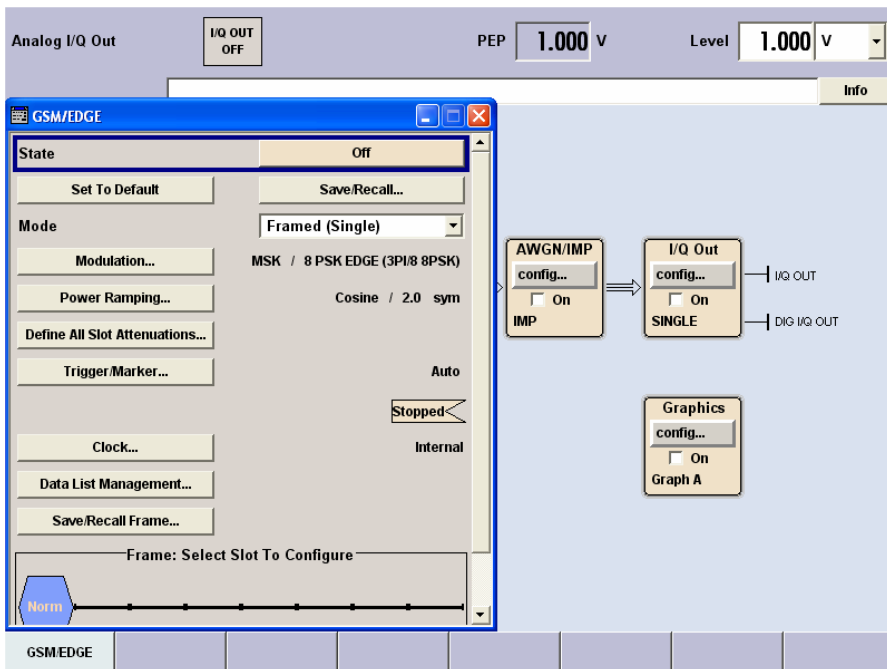 Analog I/Q Out
I/Q OUT
OFF
PEP 1.000 V
Level 1.000 V
Info
GSM/EDGE
State Off
Set To Default Save/Recall...
Mode Framed (Single)
Modulation... MSK / 8 PSK EDGE (3PI/8 8PSK)
Power Ramping... Cosine / 2.0 sym
Define All Slot Attenuations...
Trigger/Marker... Auto
Stopped
Clock... Internal
Data List Management...
Save/Recall Frame...
Frame: Select Slot To Configure
Norm
AWGN/IMP
config...
On
IMP
I/Q Out
config...
On
SINGLE
I/Q OUT
DIG I/Q OUT
Graphics
config...
On
Graph A
GSM/EDGE